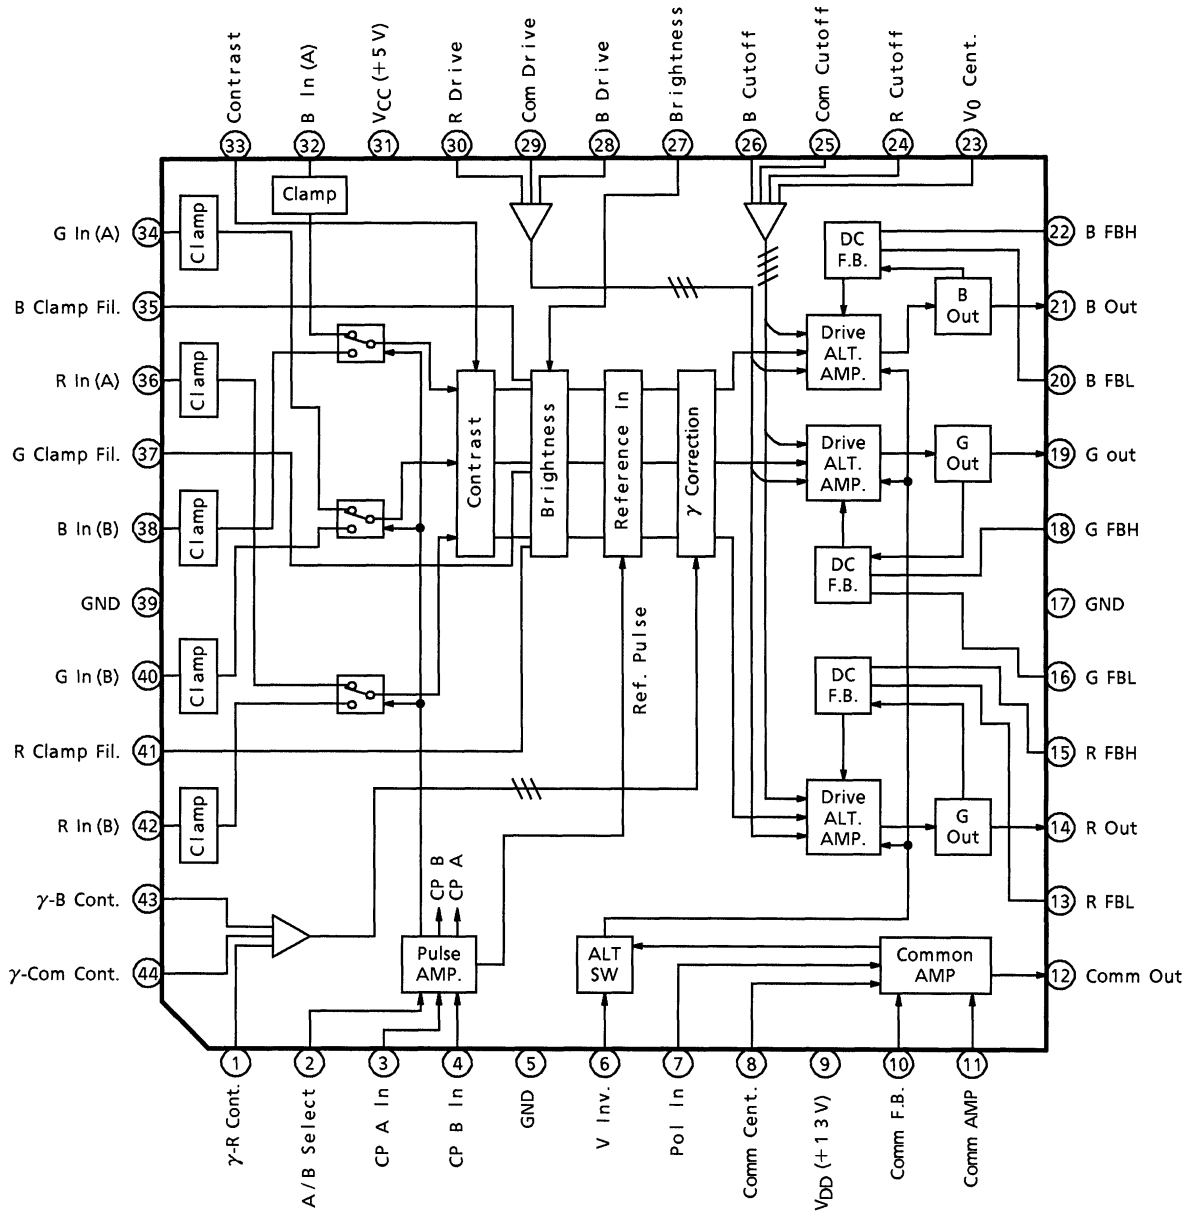 Contrast
B In (A)
VCC (+5 V)
R Drive
Com Drive
B Drive
Brightness
B Cutoff
Com Cutoff
R Cutoff
V0 Cent.
33
32
31
30
29
28
27
26
25
24
23
Clamp
34
G In (A)
Clamp
DC
F.B.
22
B FBH
35
B Clamp Fil.
B
Out
21
B Out
Drive
ALT.
AMP.
36
R In (A)
Clamp
20
B FBL
Contrast
Brightness
Reference In
γ Correction
37
G Clamp Fil.
Drive
ALT.
AMP.
G
Out
19
G out
38
B In (B)
Clamp
18
G FBH
DC
F.B.
39
GND
17
GND
40
G In (B)
Clamp
Ref. Pulse
DC
F.B.
16
G FBL
41
R Clamp Fil.
15
R FBH
42
R In (B)
Clamp
Drive
ALT.
AMP.
G
Out
14
R Out
43
γ-B Cont.
CP B
CP A
13
R FBL
44
γ-Com Cont.
Pulse
AMP.
ALT
SW
Common
AMP
12
Comm Out
1
2
3
4
5
6
7
8
9
10
11
γ-R Cont.
A/B Select
CP A In
CP B In
GND
V Inv.
Pol In
Comm Cent.
VDD (+13 V)
Comm F.B.
Comm AMP